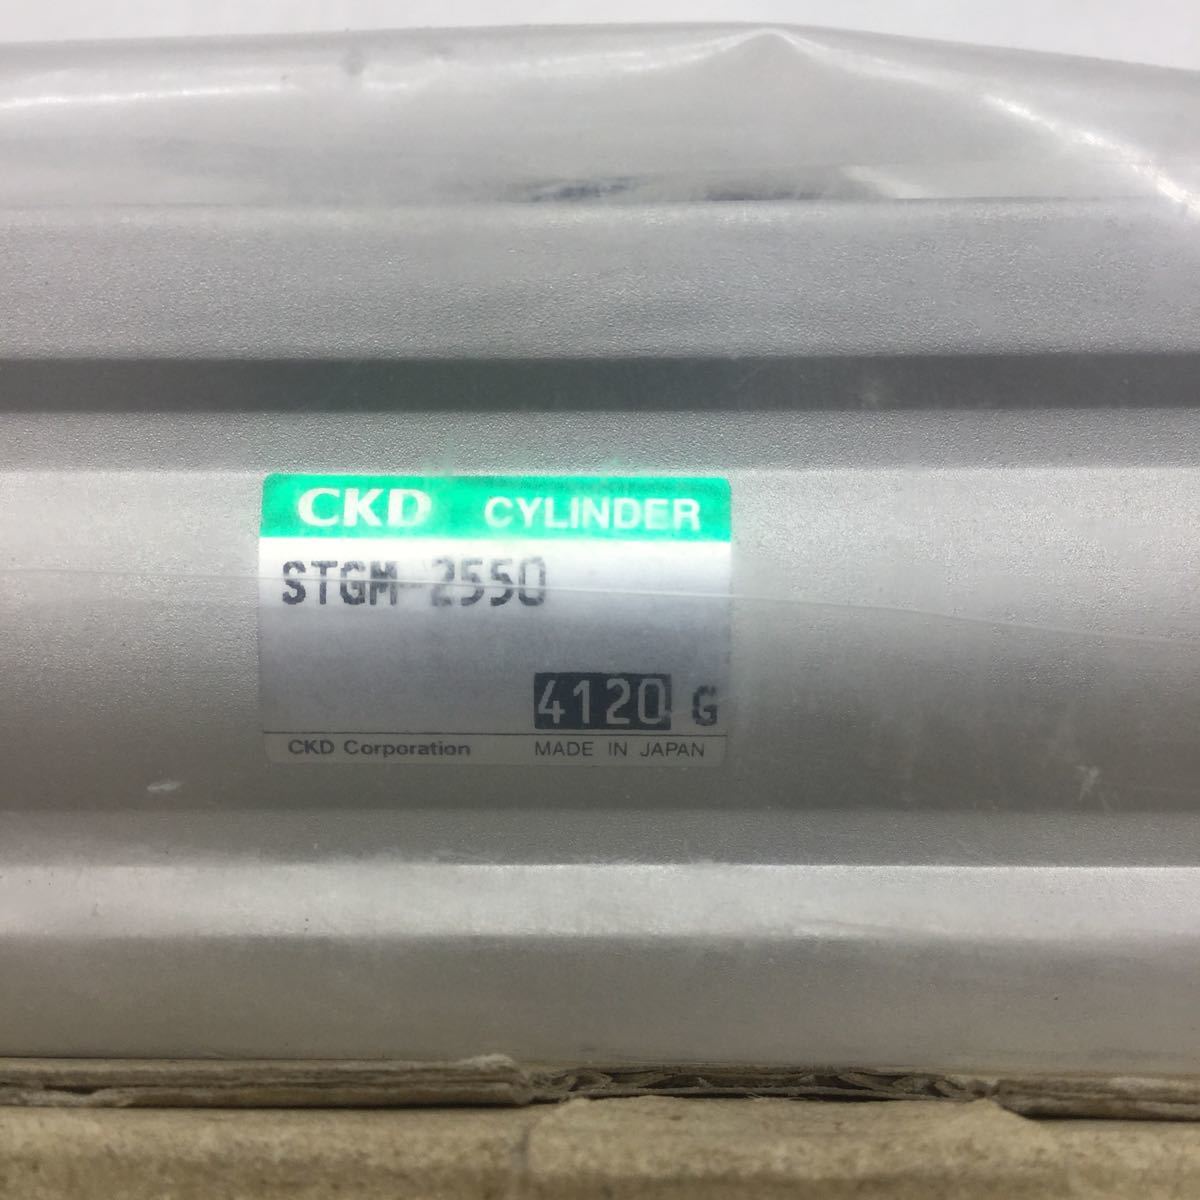 CKD CYLINDER
STGM-2550
4120 G
CKD Corporation MADE IN JAPAN